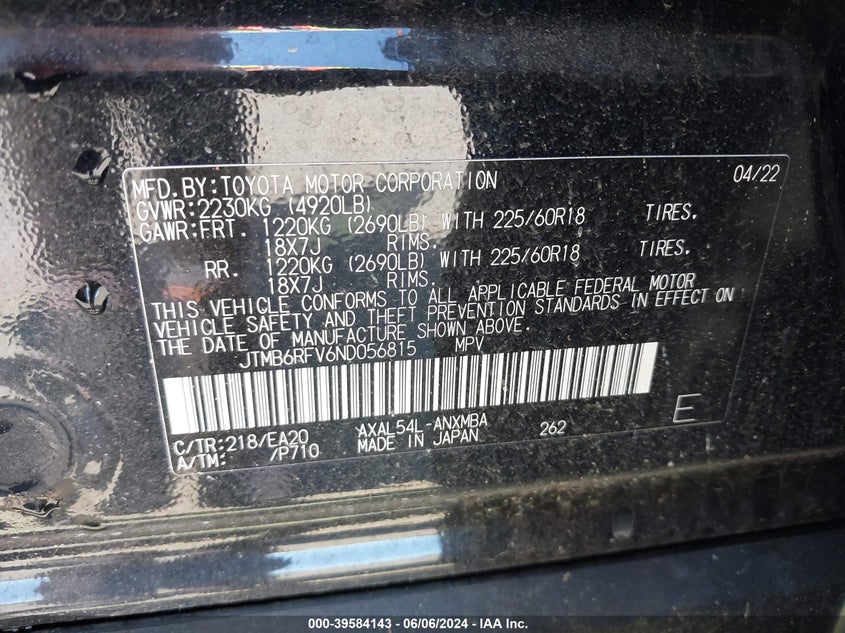 MFD.BY:TOYOTA MOTOR CORPORATION 04/22
GVWR:2230KG (4920LB)
GAWR:FRT. 1220KG (2690LB) WITH 225/60R18 TIRES.
18X7J RIMS.
RR. 1220KG (2690LB) WITH 225/60R18 TIRES.
18X7J RIMS.
THIS VEHICLE CONFORMS TO ALL APPLICABLE FEDERAL MOTOR
VEHICLE SAFETY AND THEFT PREVENTION STANDARDS IN EFFECT ON
THE DATE OF MANUFACTURE SHOWN ABOVE.
JTMB6RFV6ND056815 MPV
C/TR:218/EA20 AXAL54L-ANXMBA 262 E
A/TM: /P710 MADE IN JAPAN
000-39584143 - 06/06/2024 - IAA Inc.